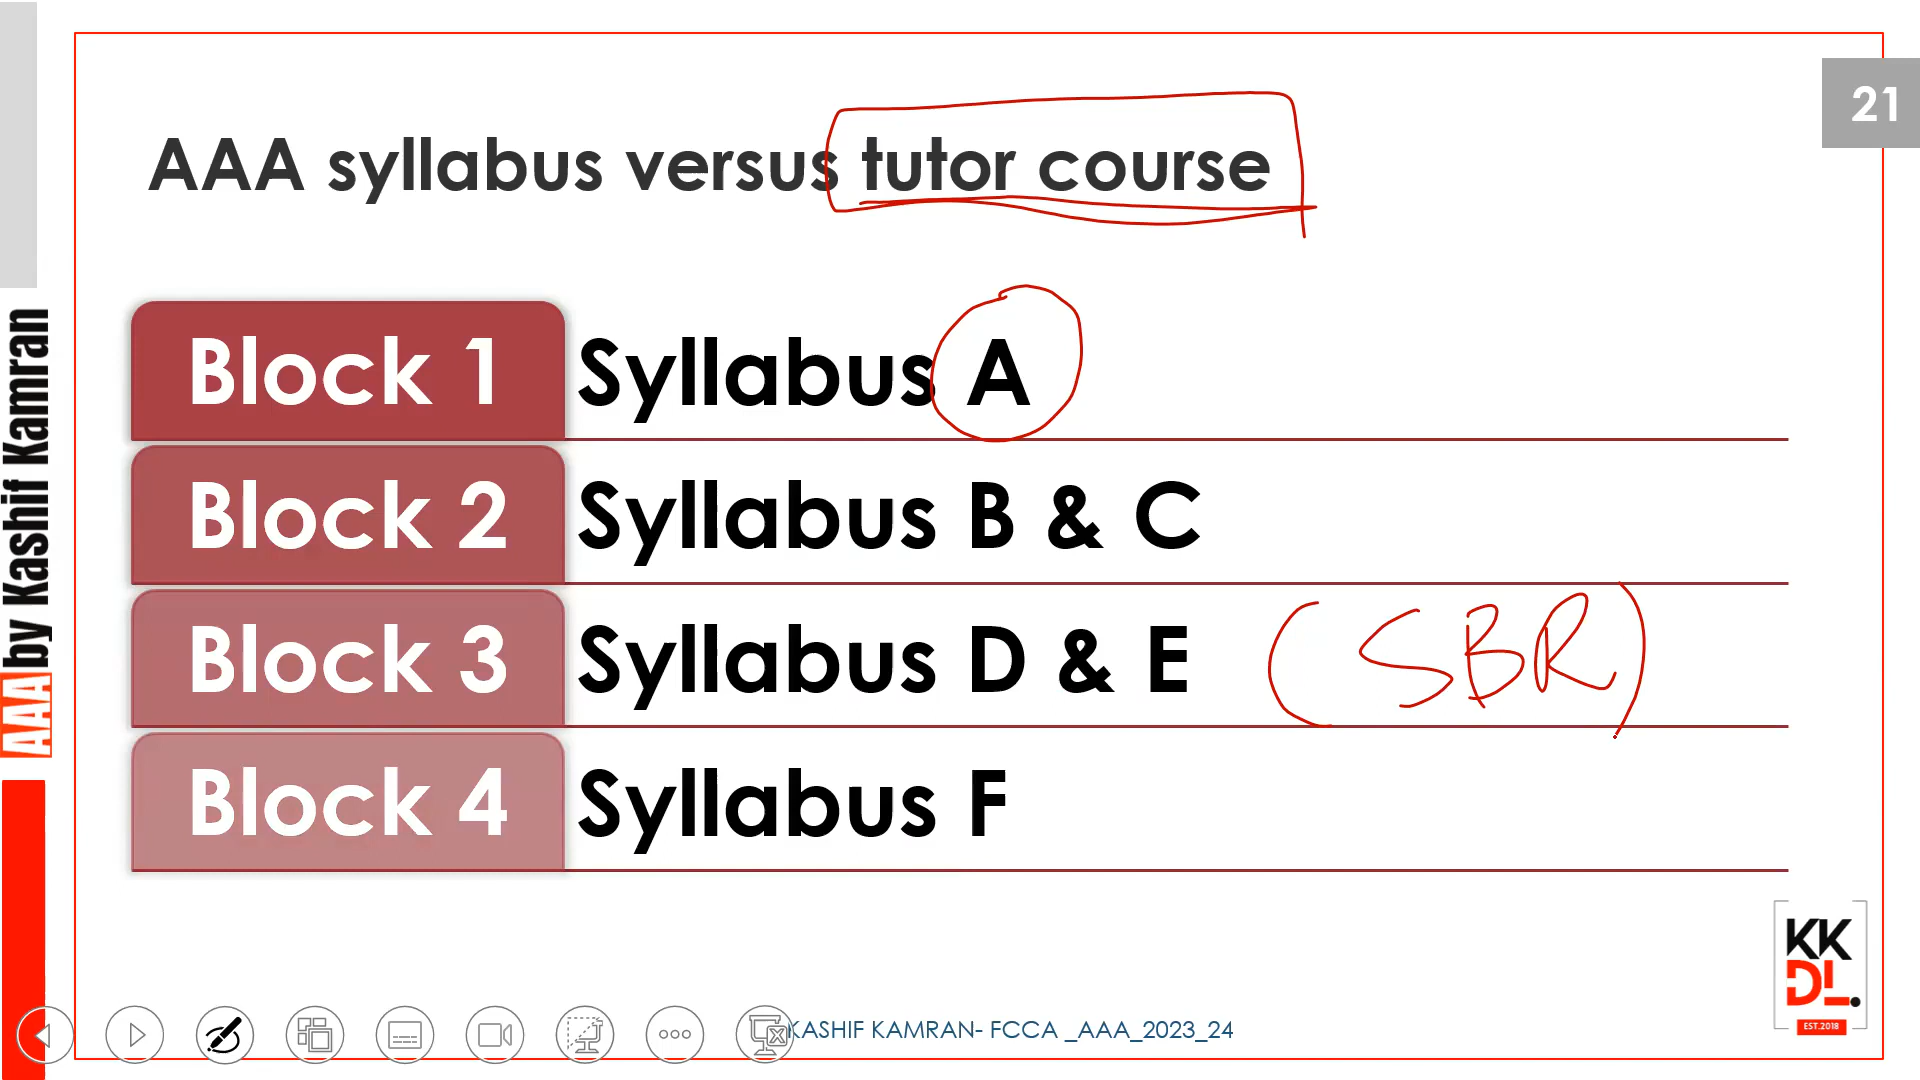 21
AAA syllabus versus tutor course
Block 1 Syllabus A
Block 2 Syllabus B & C
Block 3 Syllabus D & E (SBR)
Block 4 Syllabus F
AAA by Kashif Kamran
KK
DL.
EST.2018
KASHIF KAMRAN- FCCA _AAA_2023_24